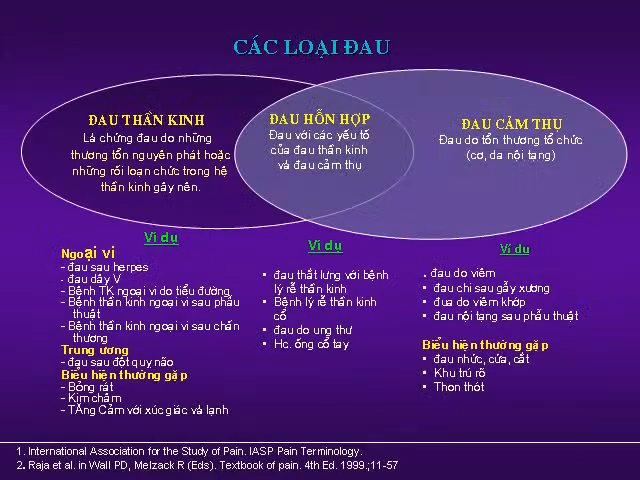 CÁC LOẠI ĐAU
ĐAU THẦN KINH
Là chứng đau do những
thương tổn nguyên phát hoặc
những rối loạn chức trong hệ
thần kinh gây nên.
ĐAU HỖN HỢP
Đau với các yếu tố
của đau thần kinh
và đau cảm thụ
ĐAU CẢM THỤ
Đau do tổn thương tổ chức
(cơ, da nội tạng)
Ví dụ
Ngoại vi
- đau sau herpes
- đau dây V
- Bệnh TK ngoại vi do tiểu đường
- Bệnh thần kinh ngoại vi sau phẫu
thuật
- Bệnh thần kinh ngoại vi sau chấn
thương
Trung ương
- đau sau đột quỵ não
Biểu hiện thường gặp
- Bỏng rát
- Kim châm
- TĂng Cảm với xúc giác và lạnh
Ví dụ
• đau thắt lưng với bệnh
lý rễ thần kinh
• Bệnh lý rễ thần kinh
cổ
• đau do ung thư
• Hc. ống cổ tay
Ví dụ
. đau do viêm
• đau chi sau gẫy xương
• đua do viêm khớp
• đau nội tạng sau phẫu thuật
Biểu hiện thường gặp
• đau nhức, cứa, cắt
• Khu trú rõ
• Thon thót
1. International Association for the Study of Pain. IASP Pain Terminology.
2. Raja et al. in Wall PD, Melzack R (Eds). Textbook of pain. 4th Ed. 1999.;11-57